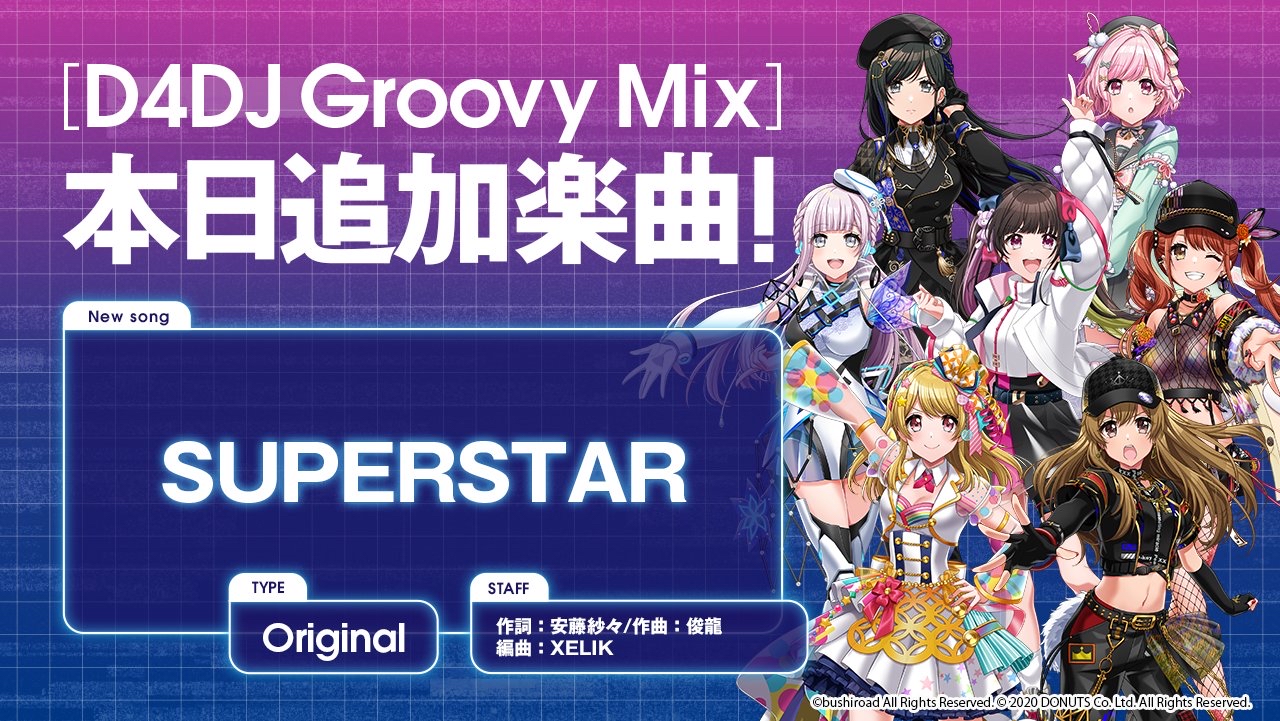 [D4DJ Groovy Mix]
本日追加楽曲!
New song
SUPERSTAR
TYPE
Original
STAFF
作詞：安藤紗々/作曲：俊龍
編曲：XELIK
©bushiroad All Rights Reserved. © 2020 DONUTS Co. Ltd. All Rights Reserved.